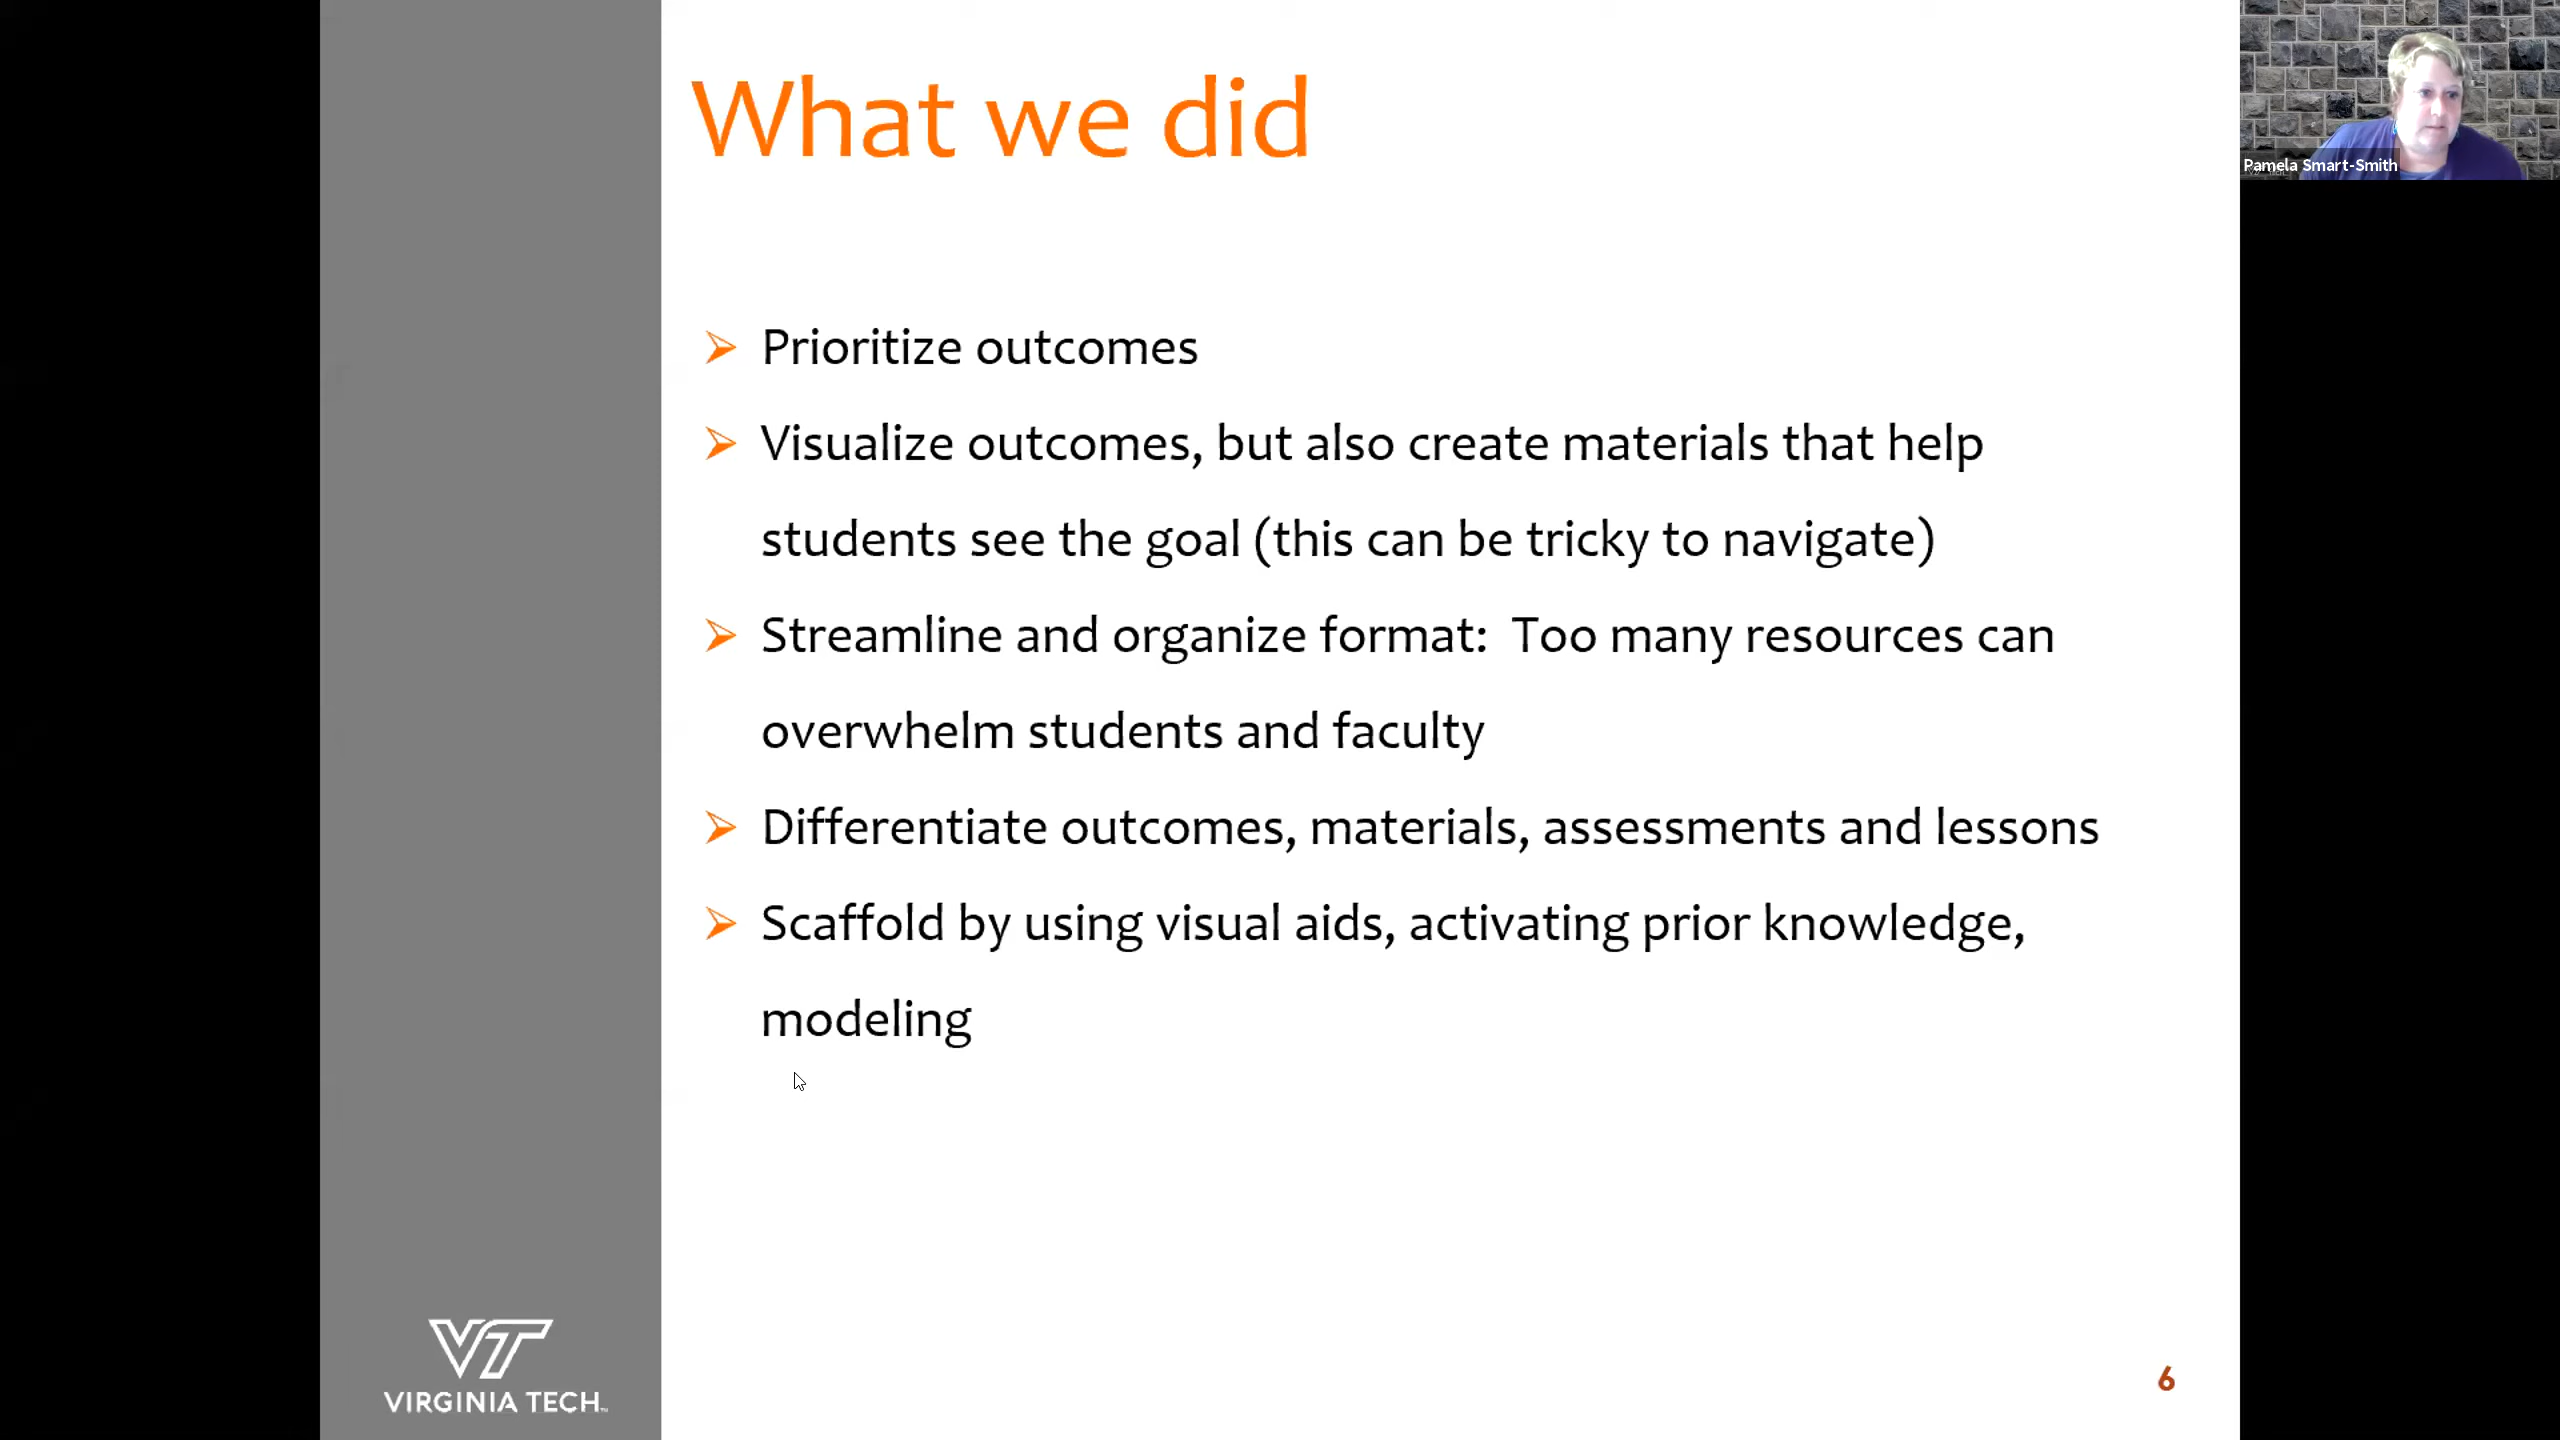 What we did
Prioritize outcomes
Visualize outcomes, but also create materials that help
students see the goal (this can be tricky to navigate)
Streamline and organize format:  Too many resources can
overwhelm students and faculty
Differentiate outcomes, materials, assessments and lessons
Scaffold by using visual aids, activating prior knowledge,
modeling
VT
VIRGINIA TECH™
6
Pamela Smart-Smith